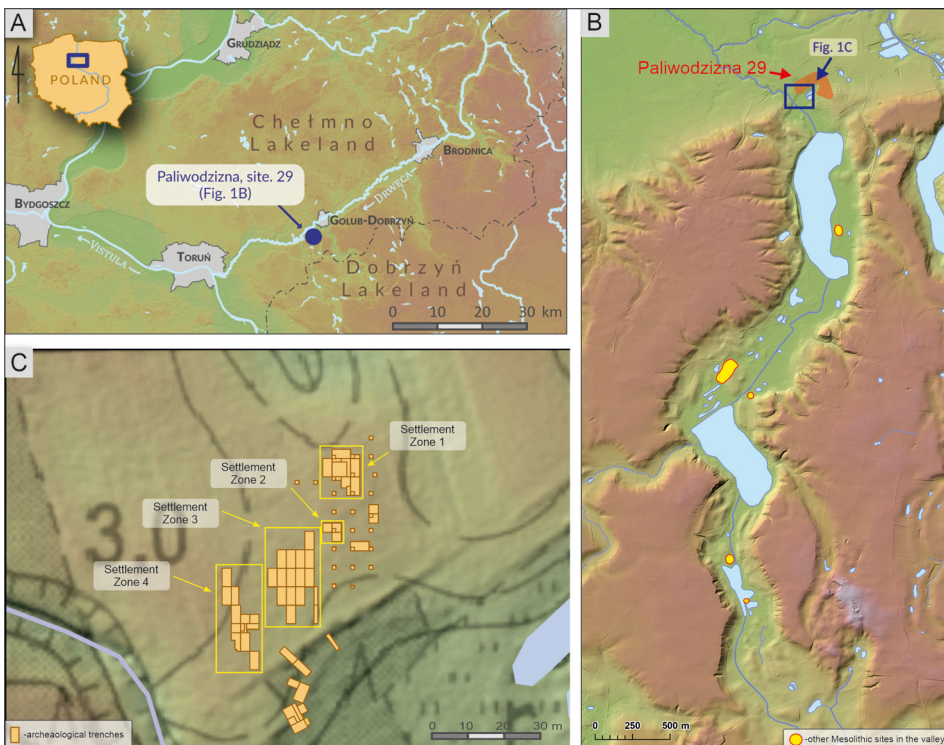 A
POLAND
GRUDZIĄDZ
Chełmno
Lakeland
BRODNICA
Paliwodzizna, site. 29
(Fig. 1B)
← DRWĘCA
BYDGOSZCZ
GOLUB-DOBRZYŃ
← VISTULA
TORUŃ
Dobrzyń
Lakeland
0 10 20 30 km
B
Fig. 1C
Paliwodzizna 29
0 250 500 m
-other Mesolithic sites in the valley
C
Settlement
Zone 1
Settlement
Zone 2
Settlement
Zone 3
3.0
Settlement
Zone 4
-archeaological trenches
0 10 20 30 m